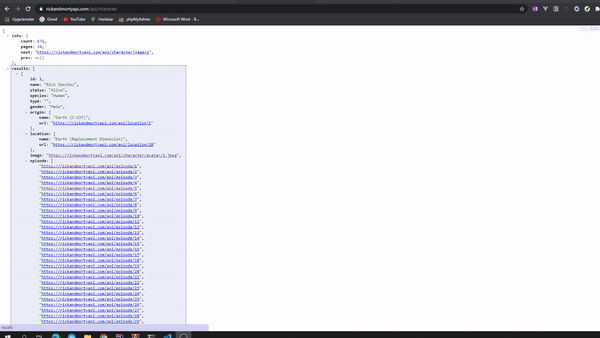 rickandmortyapi.com/api/character
Uygulamalar Gmail YouTube Haritalar phpMyAdmin Microsoft Word - B...
{
- info: {
count: 671,
pages: 34,
next: "https://rickandmortyapi.com/api/character?page=2",
prev: null
},
- results: [
- {
id: 1,
name: "Rick Sanchez",
status: "Alive",
species: "Human",
type: "",
gender: "Male",
- origin: {
name: "Earth (C-137)",
url: "https://rickandmortyapi.com/api/location/1"
},
- location: {
name: "Earth (Replacement Dimension)",
url: "https://rickandmortyapi.com/api/location/20"
},
image: "https://rickandmortyapi.com/api/character/avatar/1.jpeg",
- episode: [
"https://rickandmortyapi.com/api/episode/1",
"https://rickandmortyapi.com/api/episode/2",
"https://rickandmortyapi.com/api/episode/3",
"https://rickandmortyapi.com/api/episode/4",
"https://rickandmortyapi.com/api/episode/5",
"https://rickandmortyapi.com/api/episode/6",
"https://rickandmortyapi.com/api/episode/7",
"https://rickandmortyapi.com/api/episode/8",
"https://rickandmortyapi.com/api/episode/9",
"https://rickandmortyapi.com/api/episode/10",
"https://rickandmortyapi.com/api/episode/11",
"https://rickandmortyapi.com/api/episode/12",
"https://rickandmortyapi.com/api/episode/13",
"https://rickandmortyapi.com/api/episode/14",
"https://rickandmortyapi.com/api/episode/15",
"https://rickandmortyapi.com/api/episode/16",
"https://rickandmortyapi.com/api/episode/17",
"https://rickandmortyapi.com/api/episode/18",
"https://rickandmortyapi.com/api/episode/19",
"https://rickandmortyapi.com/api/episode/20",
"https://rickandmortyapi.com/api/episode/21",
"https://rickandmortyapi.com/api/episode/22",
"https://rickandmortyapi.com/api/episode/23",
"https://rickandmortyapi.com/api/episode/24",
"https://rickandmortyapi.com/api/episode/25",
"https://rickandmortyapi.com/api/episode/26",
"https://rickandmortyapi.com/api/episode/27",
"https://rickandmortyapi.com/api/episode/28",
"https://rickandmortyapi.com/api/episode/29",
results